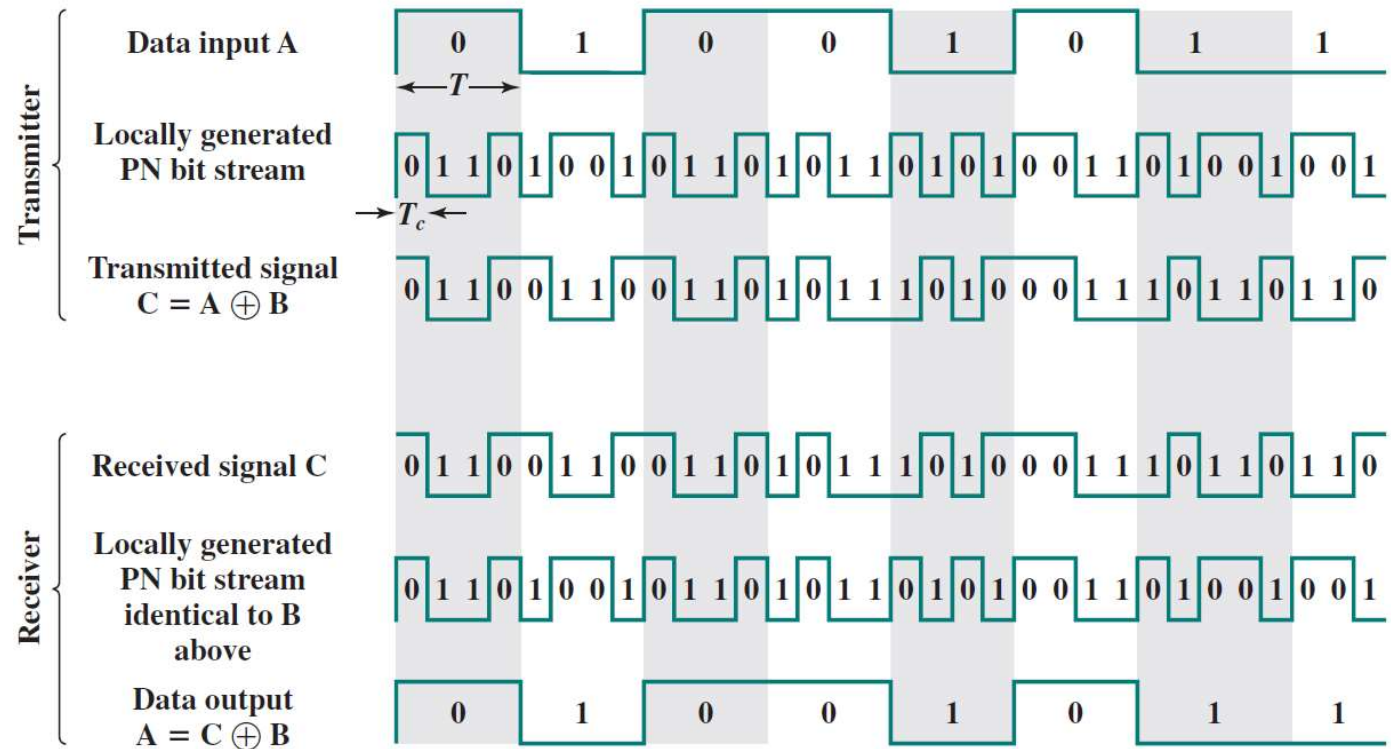 Transmitter
Data input A
0 1 0 0 1 0 1 1
T
Locally generated
PN bit stream
0 1 1 0 1 0 0 1 0 1 1 0 1 0 1 1 0 1 0 1 0 0 1 1 0 1 0 0 1 0 0 1
Tc
Transmitted signal
C = A ⊕ B
0 1 1 0 0 1 1 0 0 1 1 0 1 0 1 1 1 0 1 0 0 0 1 1 1 0 1 1 0 1 1 0
Receiver
Received signal C
0 1 1 0 0 1 1 0 0 1 1 0 1 0 1 1 1 0 1 0 0 0 1 1 1 0 1 1 0 1 1 0
Locally generated
PN bit stream
identical to B
above
0 1 1 0 1 0 0 1 0 1 1 0 1 0 1 1 0 1 0 1 0 0 1 1 0 1 0 0 1 0 0 1
Data output
A = C ⊕ B
0 1 0 0 1 0 1 1